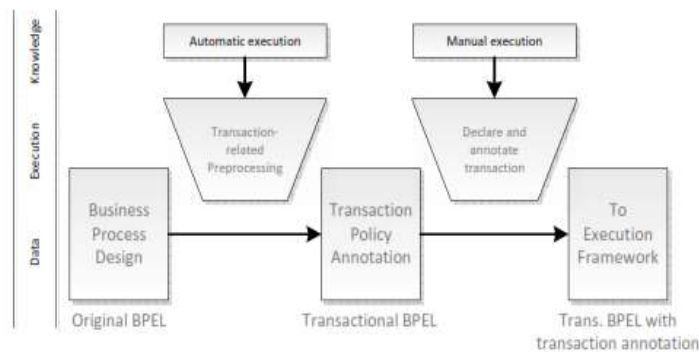 Knowledge
Automatic execution
Manual execution
Execution
Transaction-
related
Preprocessing
Declare and
annotate
transaction
Data
Business
Process
Design
Transaction
Policy
Annotation
To
Execution
Framework
Original BPEL
Transactional BPEL
Trans. BPEL with
transaction annotation